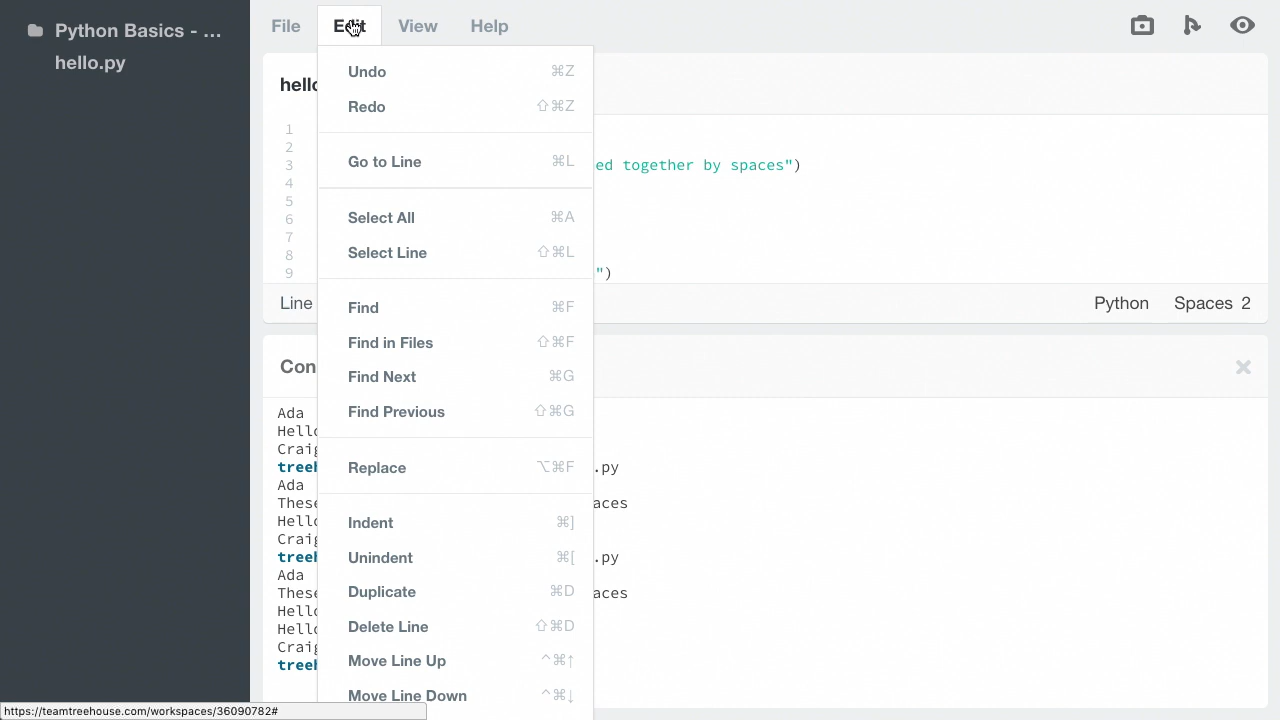 Python Basics - ...
hello.py
File Edit View Help
Undo ⌘Z
Redo ⇧⌘Z
Go to Line ⌘L
Select All ⌘A
Select Line ⇧⌘L
Find ⌘F
Find in Files ⇧⌘F
Find Next ⌘G
Find Previous ⇧⌘G
Replace ⌥⌘F
Indent ⌘]
Unindent ⌘[
Duplicate ⌘D
Delete Line ⇧⌘D
Move Line Up ^⌘↑
Move Line Down ^⌘↓
hello
1
2
3 ed together by spaces")
4
5
6
7
8
9 ")
Line
Python Spaces 2
Con
Ada
Hello
Craig
treeh .py
Ada
These aces
Hello
Craig
treeh .py
Ada
These aces
Hello
Hello
Craig
treeh
https://teamtreehouse.com/workspaces/36090782#